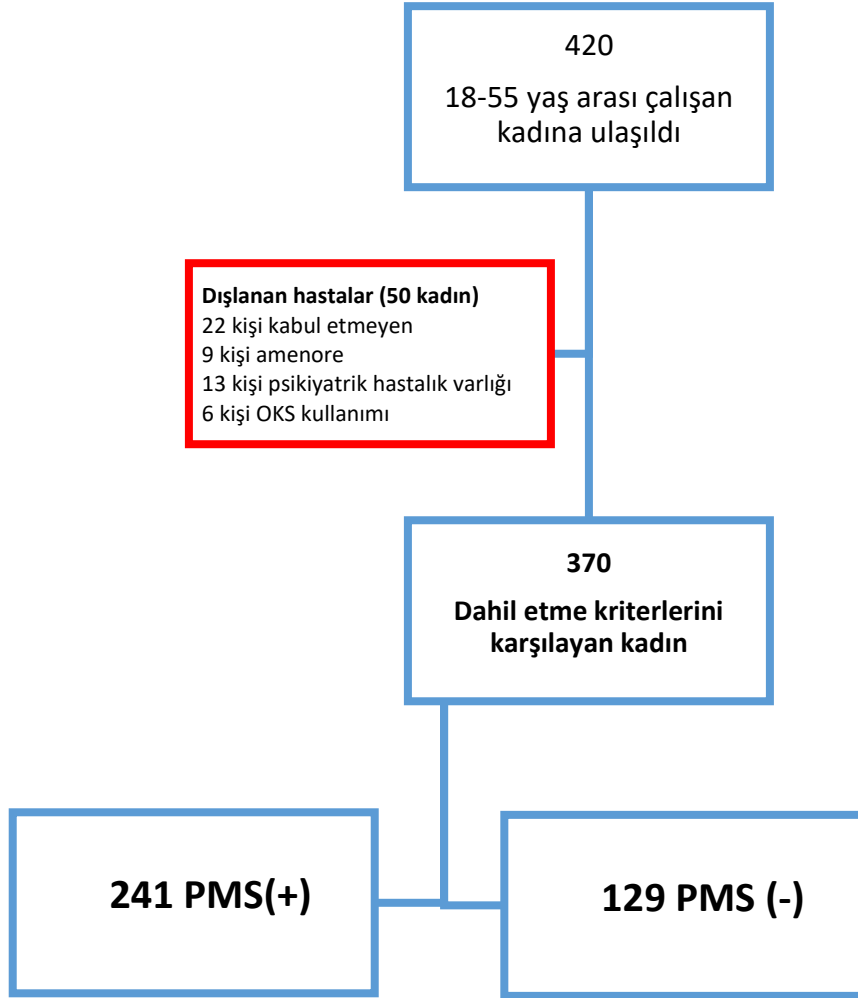 420
18-55 yaş arası çalışan
kadına ulaşıldı
Dışlanan hastalar (50 kadın)
22 kişi kabul etmeyen
9 kişi amenore
13 kişi psikiyatrik hastalık varlığı
6 kişi OKS kullanımı
370
Dahil etme kriterlerini
karşılayan kadın
241 PMS(+)
129 PMS (-)